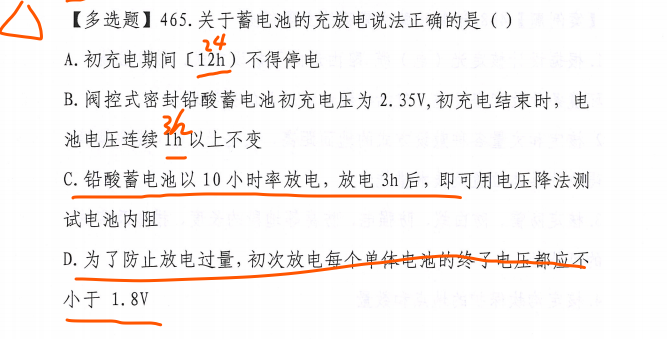 【多选题】465.关于蓄电池的充放电说法正确的是（）
24
A.初充电期间〔12h）不得停电
B.阀控式密封铅酸蓄电池初充电压为 2.35V,初充电结束时，电
池电压连续 1h 以上不变
3h
C.铅酸蓄电池以 10 小时率放电，放电 3h 后，即可用电压降法测
试电池内阻
D.为了防止放电过量，初次放电每个单体电池的终了电压都应不
小于 1.8V